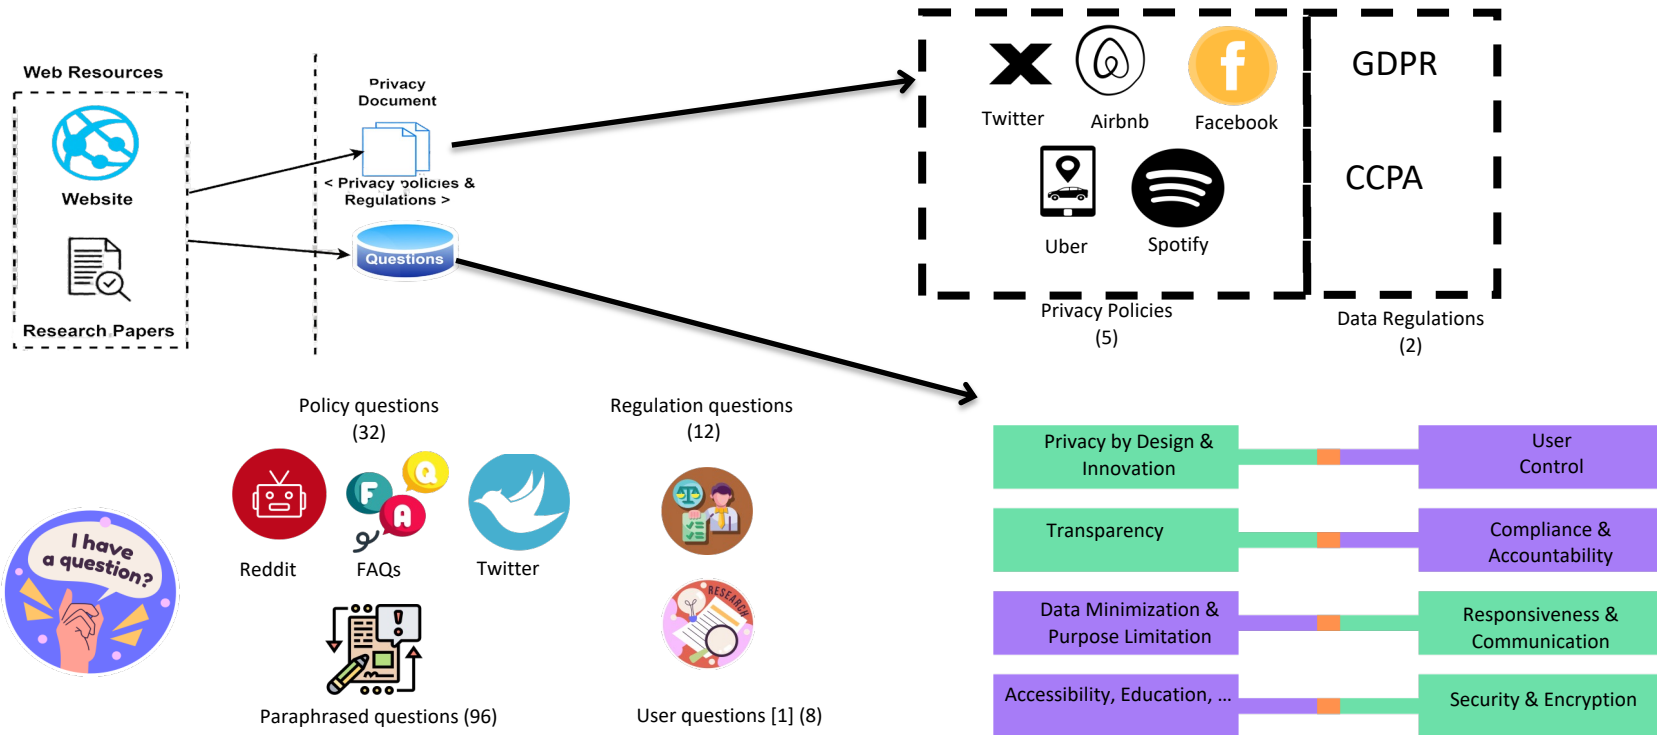 Web Resources
Website
Research Papers
Privacy
Document
< Privacy policies &
Regulations >
Questions
Twitter
Airbnb
f
Facebook
Uber
Spotify
Privacy Policies
(5)
GDPR
CCPA
Data Regulations
(2)
I have
a question?
Policy questions
(32)
Reddit
F
A
Q
FAQs
Twitter
!
Paraphrased questions (96)
Regulation questions
(12)
RESEARCH
User questions [1] (8)
Privacy by Design &
Innovation
User
Control
Transparency
Compliance &
Accountability
Data Minimization &
Purpose Limitation
Responsiveness &
Communication
Accessibility, Education, ...
Security & Encryption